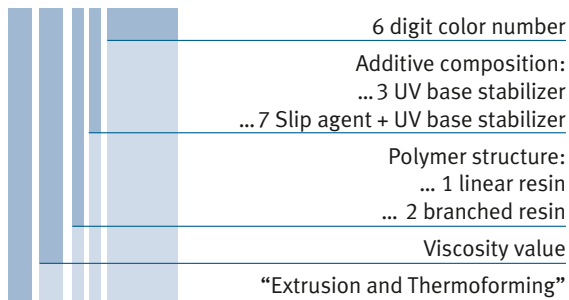 6 digit color number
Additive composition:
... 3 UV base stabilizer
... 7 Slip agent + UV base stabilizer
Polymer structure:
... 1 linear resin
... 2 branched resin
Viscosity value
“Extrusion and Thermoforming”